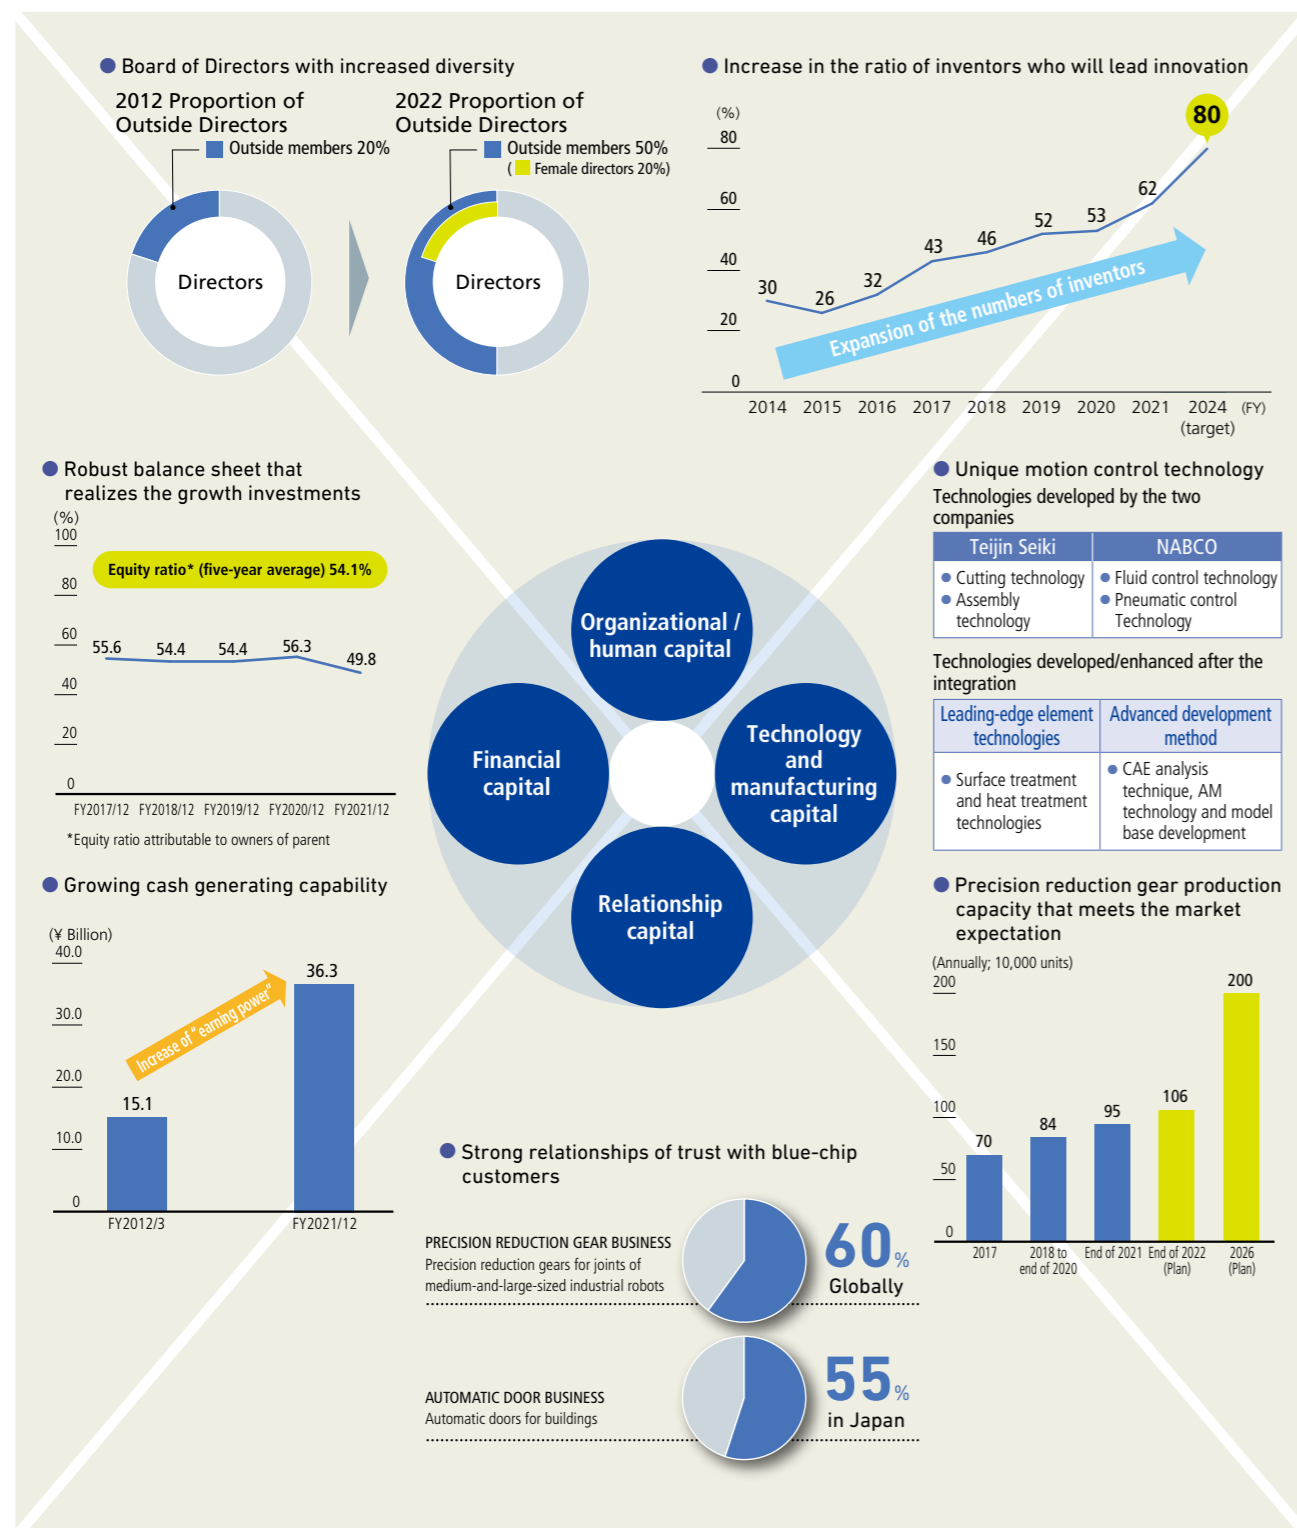 Board of Directors with increased diversity
2012 Proportion of
Outside Directors
Outside members 20%
Directors
2022 Proportion of
Outside Directors
Outside members 50%
( Female directors 20%)
Directors
Increase in the ratio of inventors who will lead innovation
(%)
80
60
40
20
0
30
26
32
43
46
52
53
62
80
Expansion of the numbers of inventors
2014 2015 2016 2017 2018 2019 2020 2021 2024 (FY)
(target)
Robust balance sheet that
realizes the growth investments
(%)
100
80
60
40
20
0
Equity ratio* (five-year average) 54.1%
55.6
54.4
54.4
56.3
49.8
FY2017/12 FY2018/12 FY2019/12 FY2020/12 FY2021/12
*Equity ratio attributable to owners of parent
Organizational /
human capital
Financial
capital
Technology
and
manufacturing
capital
Relationship
capital
Unique motion control technology
Technologies developed by the two
companies
Teijin Seiki
Cutting technology
Assembly
technology
NABCO
Fluid control technology
Pneumatic control
Technology
Technologies developed/enhanced after the
integration
Leading-edge element
technologies
Surface treatment
and heat treatment
technologies
Advanced development
method
CAE analysis
technique, AM
technology and model
base development
Growing cash generating capability
(¥ Billion)
40.0
30.0
20.0
10.0
0
Increase of "earning power"
15.1
36.3
FY2012/3
FY2021/12
Precision reduction gear production
capacity that meets the market
expectation
(Annually; 10,000 units)
200
150
100
50
0
70
84
95
106
200
2017
2018 to
end of 2020
End of 2021
End of 2022
(Plan)
2026
(Plan)
Strong relationships of trust with blue-chip
customers
PRECISION REDUCTION GEAR BUSINESS
Precision reduction gears for joints of
medium-and-large-sized industrial robots
60%
Globally
AUTOMATIC DOOR BUSINESS
Automatic doors for buildings
55%
in Japan